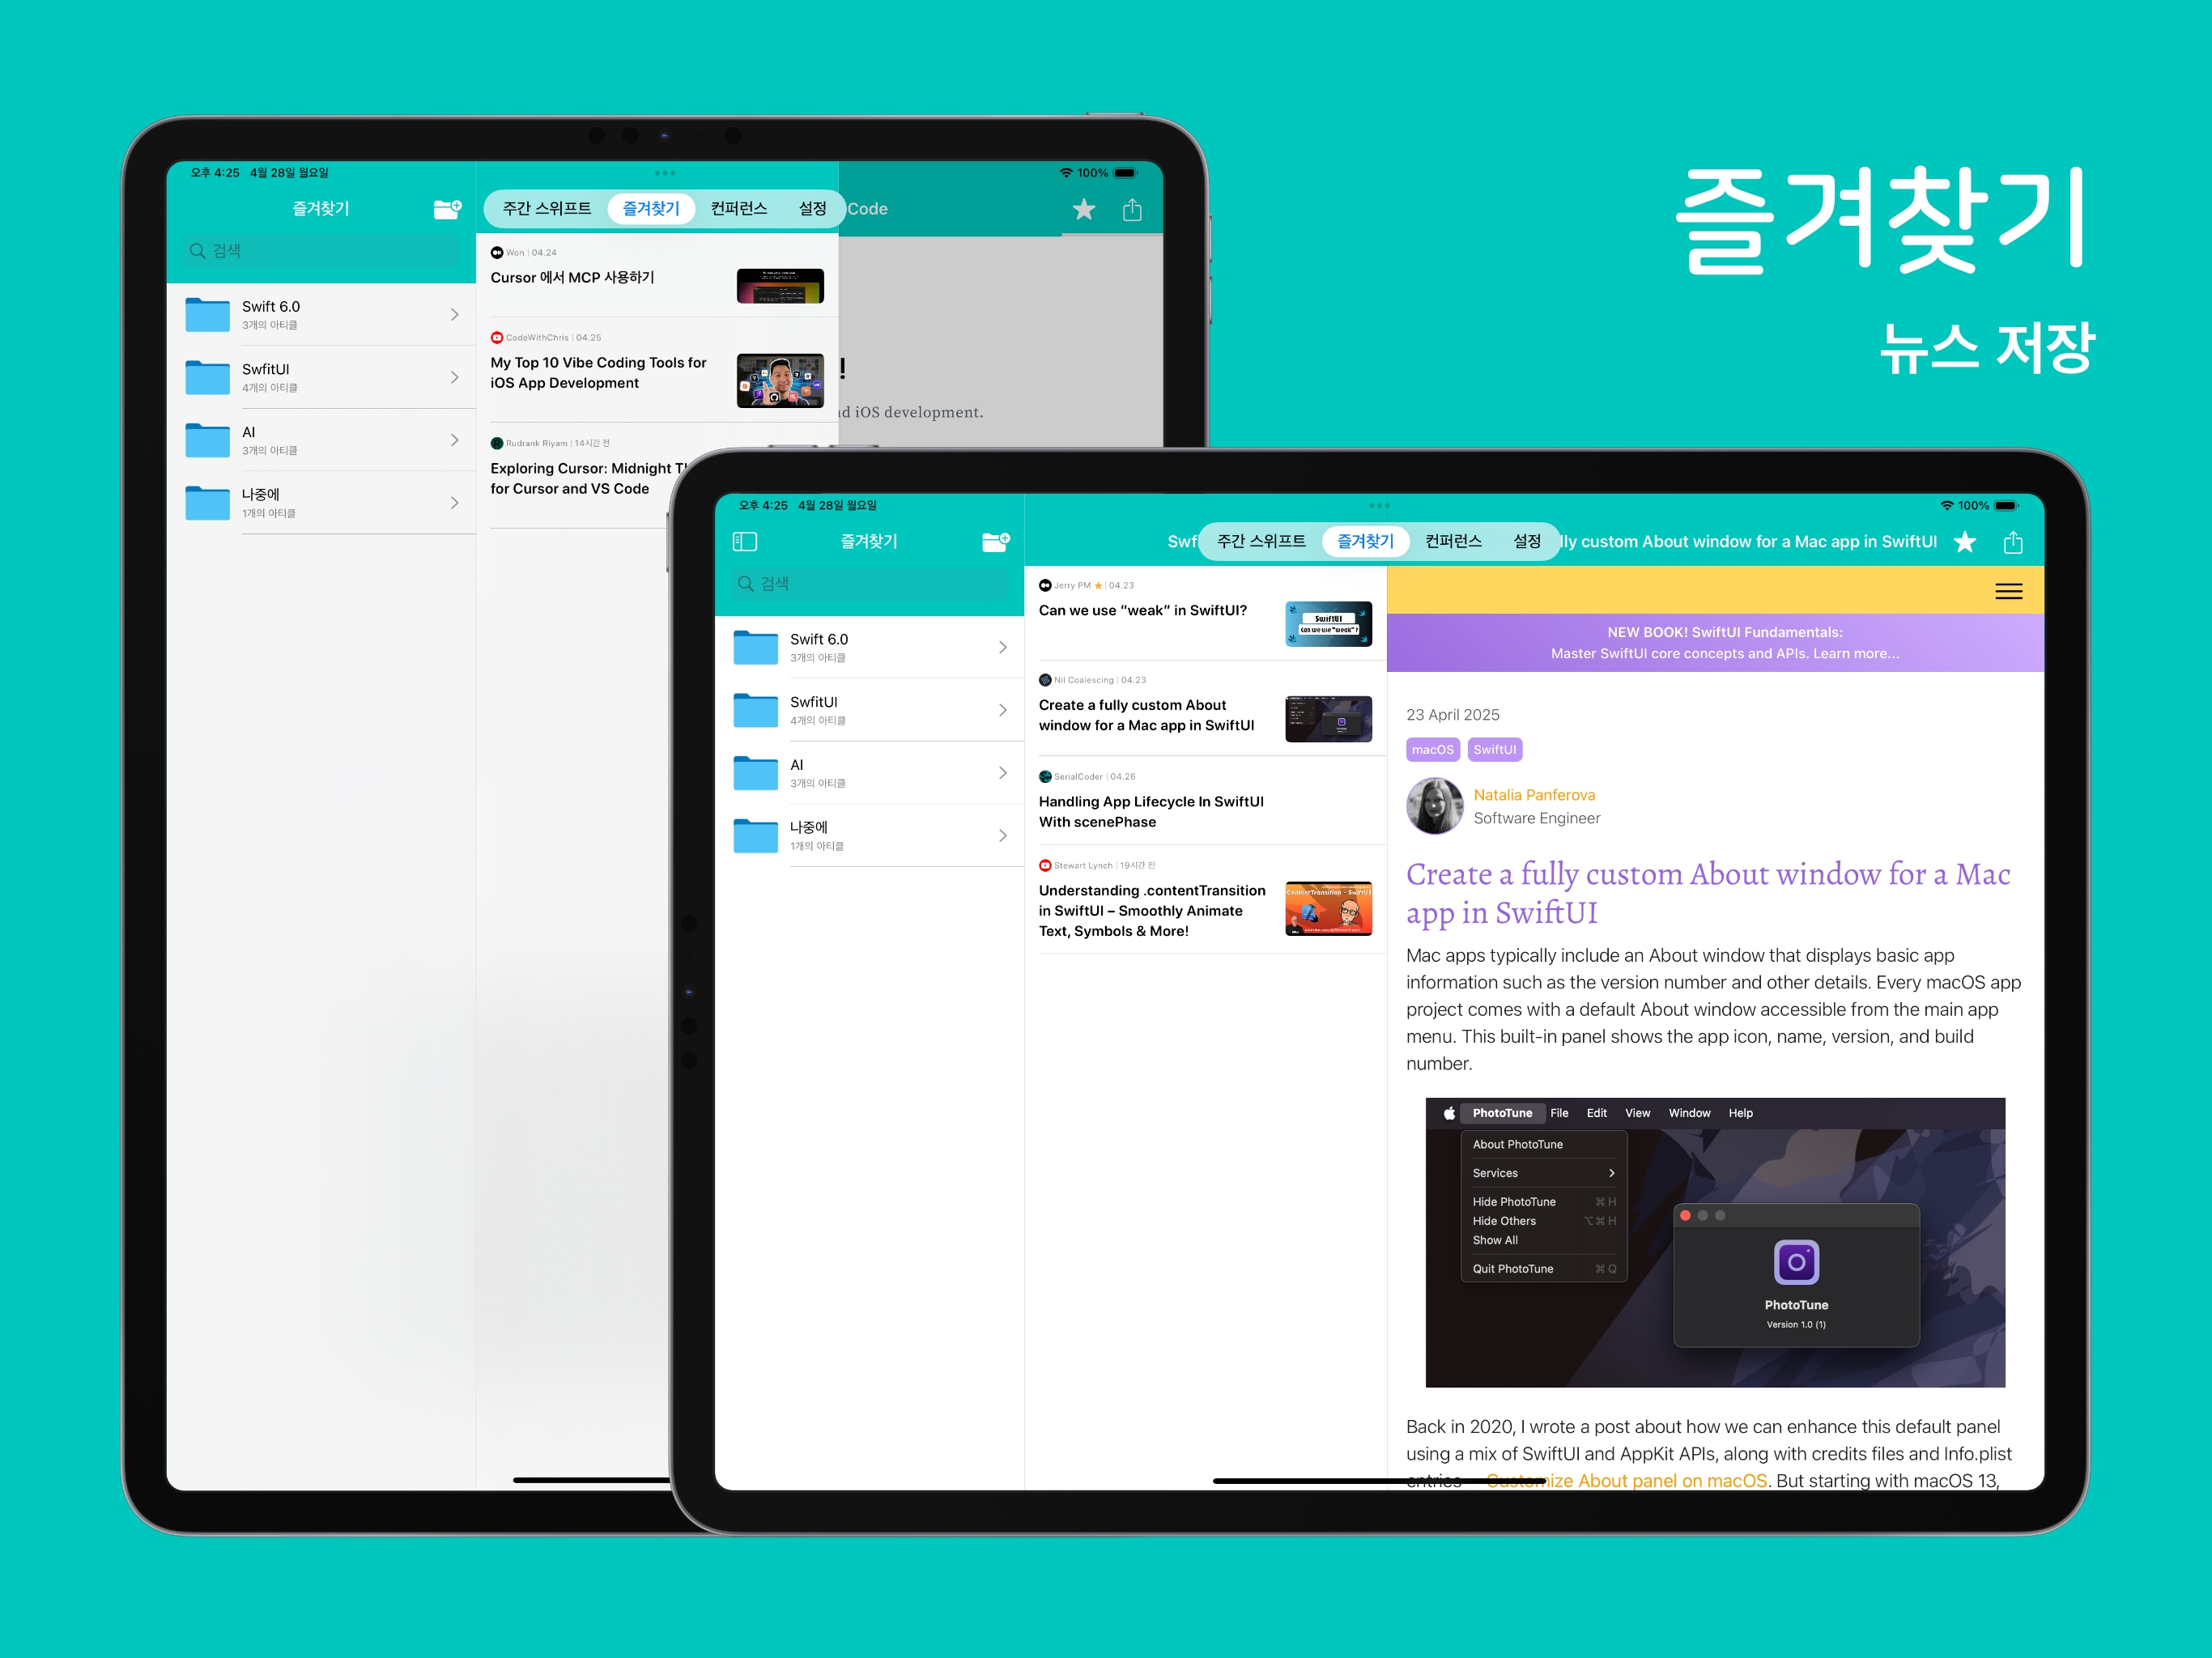 즐겨찾기
뉴스 저장
오후 4:25 4월 28일 월요일
100%
즐겨찾기
주간 스위프트 즐겨찾기 컨퍼런스 설정
Code
검색
Swift 6.0
3개의 아티클
SwfitUI
4개의 아티클
AI
3개의 아티클
나중에
1개의 아티클
Won | 04.24
Cursor 에서 MCP 사용하기
CodeWithChris | 04.25
My Top 10 Vibe Coding Tools for
iOS App Development
Rudrank Riyam | 14시간 전
Exploring Cursor: Midnight
for Cursor and VS Code
!
iOS development.
오후 4:25 4월 28일 월요일
100%
즐겨찾기
주간 스위프트 즐겨찾기 컨퍼런스 설정
custom About window for a Mac app in SwiftUI
검색
Swift 6.0
3개의 아티클
SwfitUI
4개의 아티클
AI
3개의 아티클
나중에
1개의 아티클
Jerry PM ★ | 04.23
Can we use “weak” in SwiftUI?
SwiftUI
Can we use "weak" ?
Nil Coalescing | 04.23
Create a fully custom About
window for a Mac app in SwiftUI
SerialCoder | 04.26
Handling App Lifecycle In SwiftUI
With scenePhase
Stewart Lynch | 19시간 전
Understanding .contentTransition
in SwiftUI – Smoothly Animate
Text, Symbols & More!
ContentTransition - SwiftUI
NEW BOOK! SwiftUI Fundamentals:
Master SwiftUI core concepts and APIs. Learn more...
23 April 2025
macOS SwiftUI
Natalia Panferova
Software Engineer
Create a fully custom About window for a Mac
app in SwiftUI
Mac apps typically include an About window that displays basic app
information such as the version number and other details. Every macOS app
project comes with a default About window accessible from the main app
menu. This built-in panel shows the app icon, name, version, and build
number.
PhotoTune File Edit View Window Help
About PhotoTune
Services
Hide PhotoTune ⌘ H
Hide Others ⌥ ⌘ H
Show All
Quit PhotoTune ⌘ Q
PhotoTune
Version 1.0 (1)
Back in 2020, I wrote a post about how we can enhance this default panel
using a mix of SwiftUI and AppKit APIs, along with credits files and Info.plist
entries – Customize About panel on macOS. But starting with macOS 13,